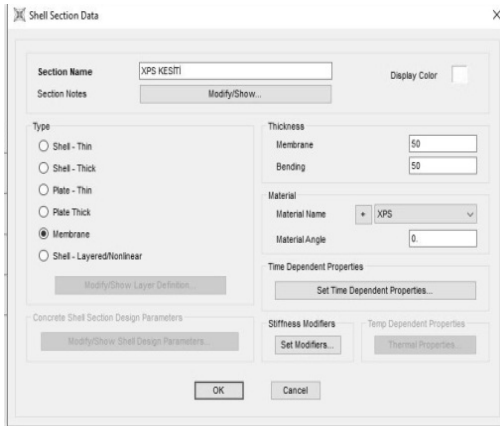 Shell Section Data
X
Section Name
XPS KESİTİ
Display Color
Section Notes
Modify/Show...
Type
Shell - Thin
Shell - Thick
Plate - Thin
Plate Thick
Membrane
Shell - Layered/Nonlinear
Modify/Show Layer Definition...
Concrete Shell Section Design Parameters
Modify/Show Shell Design Parameters...
Thickness
Membrane
50
Bending
50
Material
Material Name
+
XPS
Material Angle
0.
Time Dependent Properties
Set Time Dependent Properties...
Stiffness Modifiers
Set Modifiers...
Temp Dependent Properties
Thermal Properties...
OK
Cancel